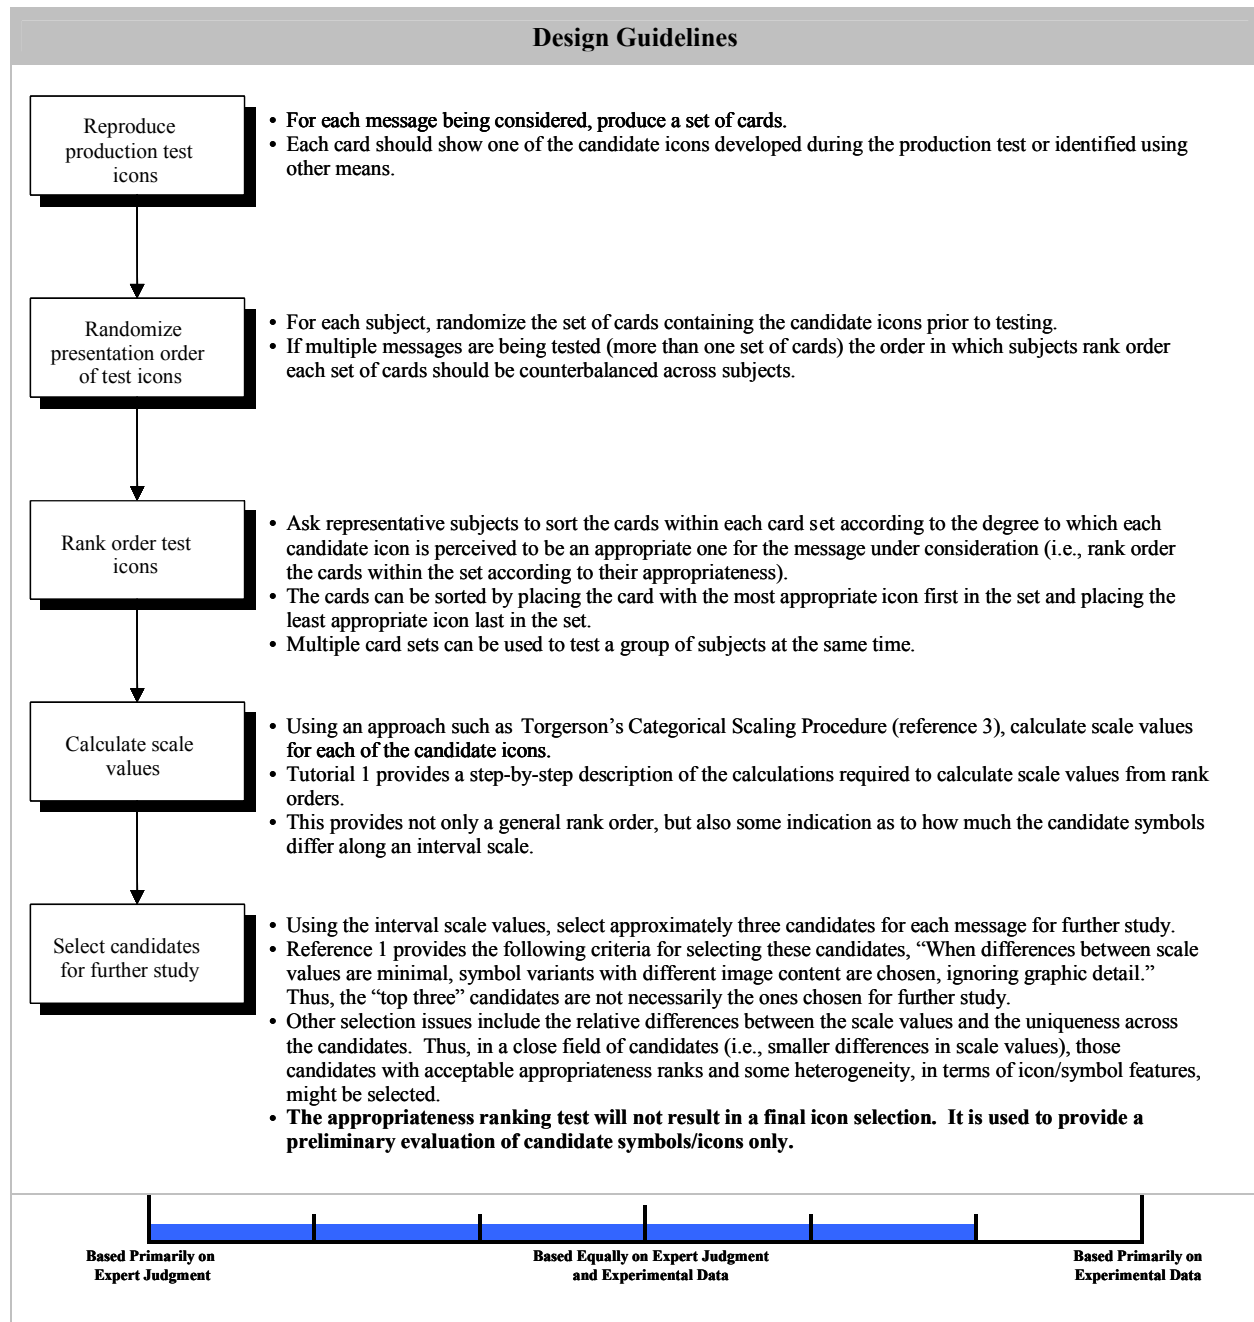 Design Guidelines
Reproduce
production test
icons
• For each message being considered, produce a set of cards.
• Each card should show one of the candidate icons developed during the production test or identified using
other means.
Randomize
presentation order
of test icons
• For each subject, randomize the set of cards containing the candidate icons prior to testing.
• If multiple messages are being tested (more than one set of cards) the order in which subjects rank order
each set of cards should be counterbalanced across subjects.
Rank order test
icons
• Ask representative subjects to sort the cards within each card set according to the degree to which each
candidate icon is perceived to be an appropriate one for the message under consideration (i.e., rank order
the cards within the set according to their appropriateness).
• The cards can be sorted by placing the card with the most appropriate icon first in the set and placing the
least appropriate icon last in the set.
• Multiple card sets can be used to test a group of subjects at the same time.
Calculate scale
values
• Using an approach such as Torgerson's Categorical Scaling Procedure (reference 3), calculate scale values
for each of the candidate icons.
• Tutorial 1 provides a step-by-step description of the calculations required to calculate scale values from rank
orders.
• This provides not only a general rank order, but also some indication as to how much the candidate symbols
differ along an interval scale.
Select candidates
for further study
• Using the interval scale values, select approximately three candidates for each message for further study.
• Reference 1 provides the following criteria for selecting these candidates, “When differences between scale
values are minimal, symbol variants with different image content are chosen, ignoring graphic detail.”
Thus, the “top three” candidates are not necessarily the ones chosen for further study.
• Other selection issues include the relative differences between the scale values and the uniqueness across
the candidates.  Thus, in a close field of candidates (i.e., smaller differences in scale values), those
candidates with acceptable appropriateness ranks and some heterogeneity, in terms of icon/symbol features,
might be selected.
• The appropriateness ranking test will not result in a final icon selection.  It is used to provide a
preliminary evaluation of candidate symbols/icons only.
Based Primarily on
Expert Judgment
Based Equally on Expert Judgment
and Experimental Data
Based Primarily on
Experimental Data